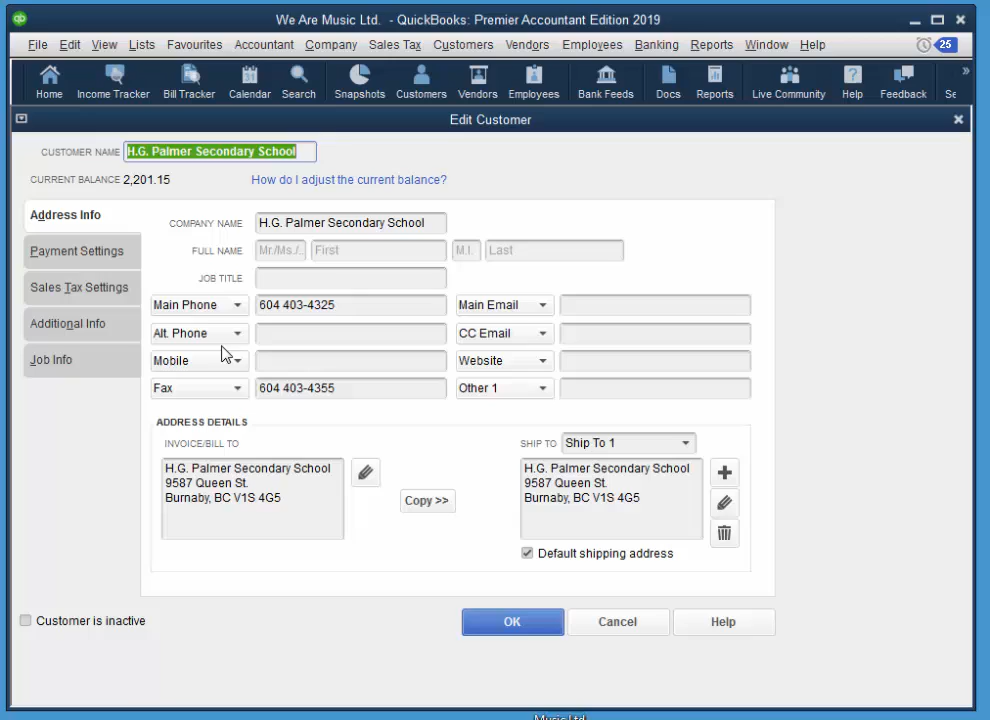 qb We Are Music Ltd. - QuickBooks: Premier Accountant Edition 2019
File Edit View Lists Favourites Accountant Company Sales Tax Customers Vendors Employees Banking Reports Window Help 25
Home Income Tracker Bill Tracker Calendar Search Snapshots Customers Vendors Employees Bank Feeds Docs Reports Live Community Help Feedback Se
Edit Customer
CUSTOMER NAME H.G. Palmer Secondary School
CURRENT BALANCE 2,201.15 How do I adjust the current balance?
Address Info
Payment Settings
Sales Tax Settings
Additional Info
Job Info
COMPANY NAME H.G. Palmer Secondary School
FULL NAME Mr./Ms./. First M.I. Last
JOB TITLE
Main Phone 604 403-4325 Main Email
Alt. Phone CC Email
Mobile Website
Fax 604 403-4355 Other 1
ADDRESS DETAILS
INVOICE/BILL TO
H.G. Palmer Secondary School
9587 Queen St.
Burnaby, BC V1S 4G5
Copy >>
SHIP TO Ship To 1
H.G. Palmer Secondary School
9587 Queen St.
Burnaby, BC V1S 4G5
Default shipping address
Customer is inactive
OK Cancel Help
Music Ltd